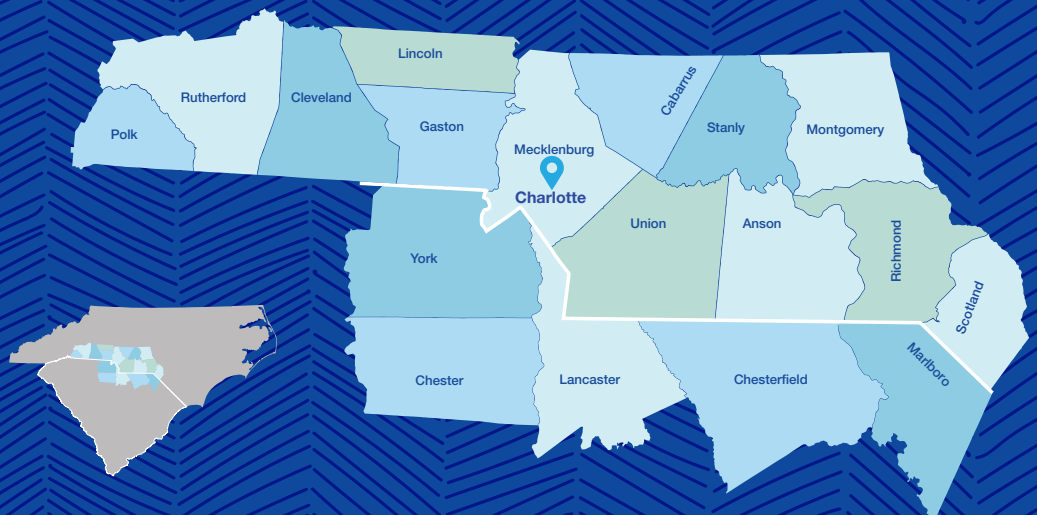 Lincoln
Rutherford
Cleveland
Cabarrus
Polk
Gaston
Stanly
Montgomery
Mecklenburg
Charlotte
Union
Anson
Richmond
York
Scotland
Chester
Lancaster
Chesterfield
Marlboro